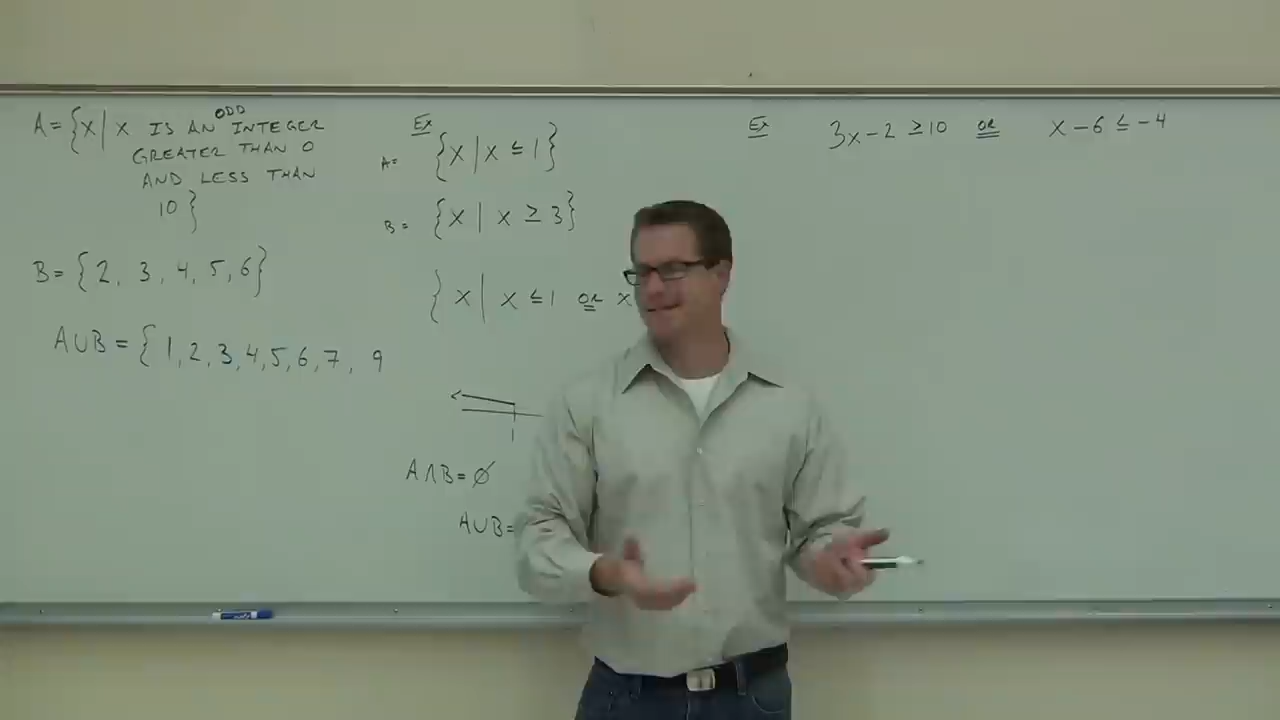 A = {x | x IS AN ODD INTEGER
GREATER THAN 0
AND LESS THAN
10}
B = {2, 3, 4, 5, 6}
A∪B = {1, 2, 3, 4, 5, 6, 7, 9
Ex
A= {x | x ≤ 1}
B= {x | x ≥ 3}
{x | x ≤ 1 or x
1
A∩B = ∅
A∪B=
Ex 3x-2 ≥ 10 or x-6 ≤ -4